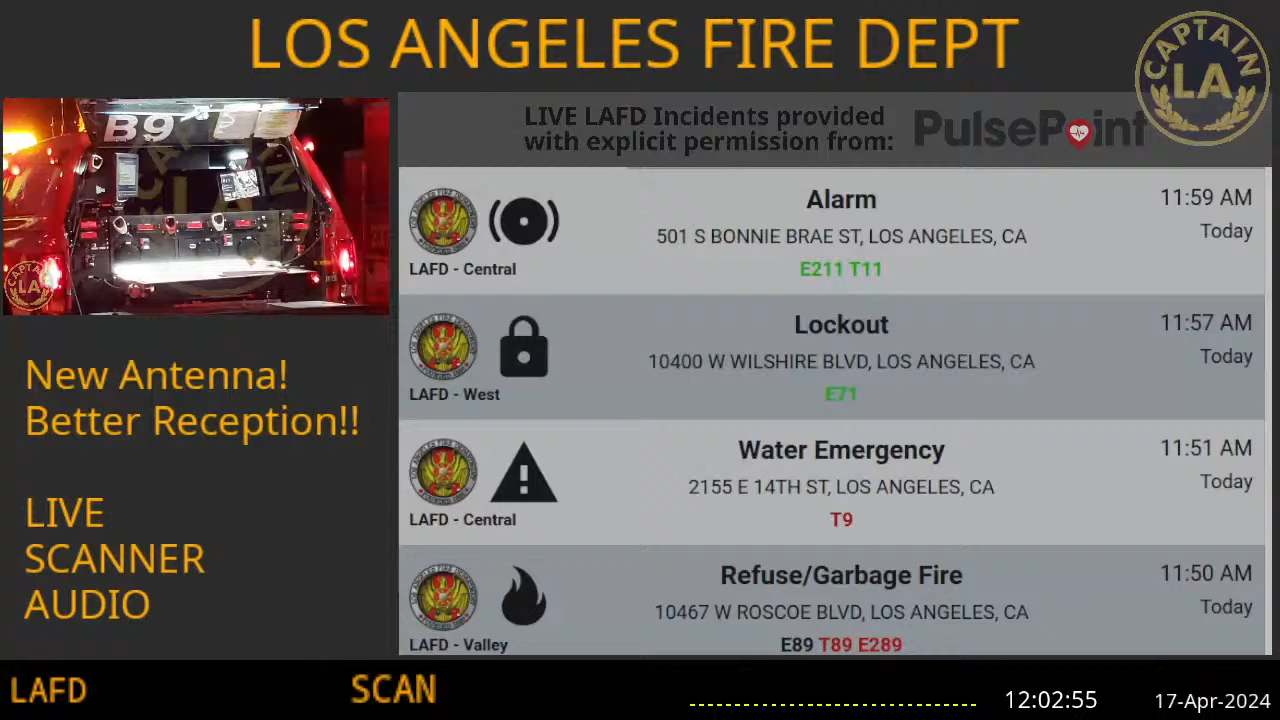 LOS ANGELES FIRE DEPT
CAPTAIN
LA
B9
LIVE LAFD Incidents provided
with explicit permission from:
PulsePoint
Alarm
11:59 AM
501 S BONNIE BRAE ST, LOS ANGELES, CA
Today
LAFD - Central
E211 T11
Lockout
11:57 AM
10400 W WILSHIRE BLVD, LOS ANGELES, CA
Today
LAFD - West
E71
Water Emergency
11:51 AM
2155 E 14TH ST, LOS ANGELES, CA
Today
LAFD - Central
T9
Refuse/Garbage Fire
11:50 AM
10467 W ROSCOE BLVD, LOS ANGELES, CA
Today
LAFD - Valley
E89 T89 E289
CAPTAIN
LA
New Antenna!
Better Reception!!
LIVE
SCANNER
AUDIO
LAFD
SCAN
12:02:55
17-Apr-2024